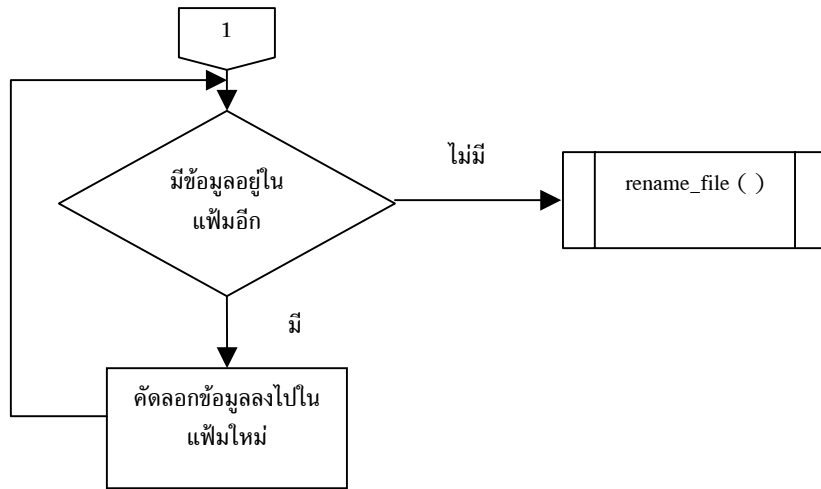 1
ไม่มี
มีข้อมูลอยู่ใน
แฟ้มอีก
rename_file ( )
มี
คัดลอกข้อมูลลงไปใน
แฟ้มใหม่